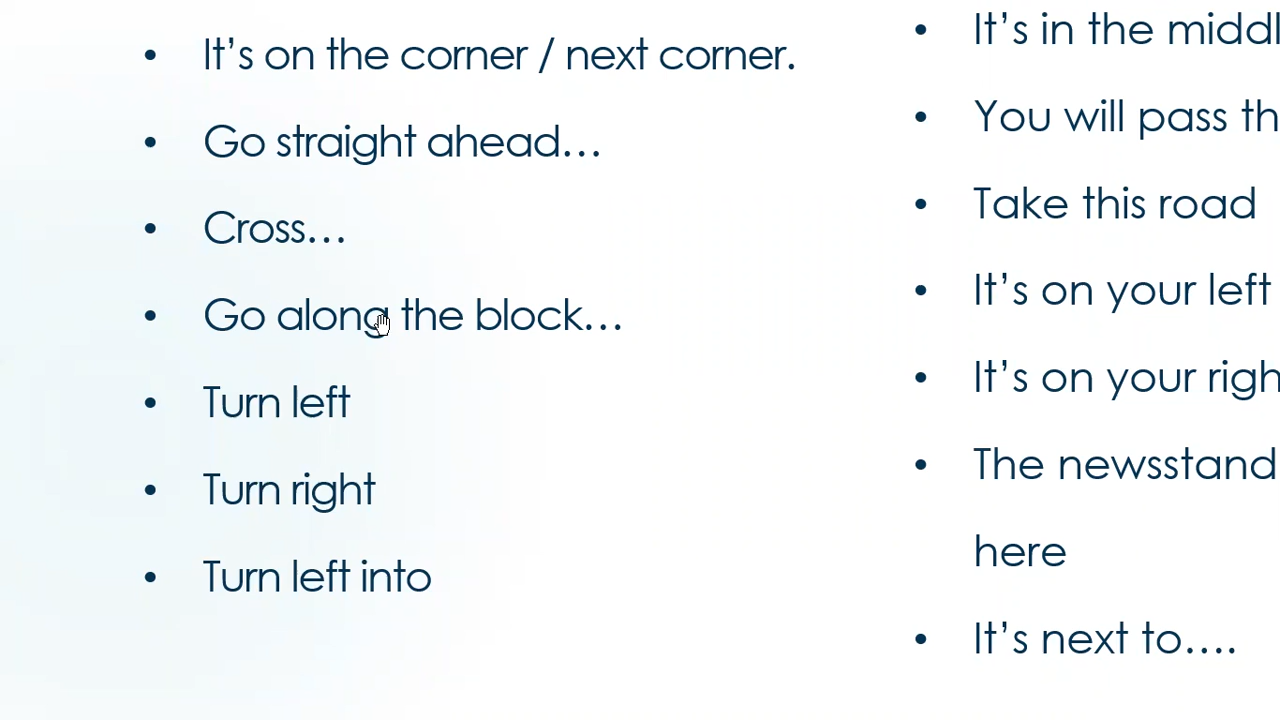 • It’s on the corner / next corner.
• Go straight ahead…
• Cross…
• Go along the block…
• Turn left
• Turn right
• Turn left into
• It’s in the
• You will pass
• Take this road
• It’s on your left
• It’s on your
• The newsstand
here
• It’s next to….